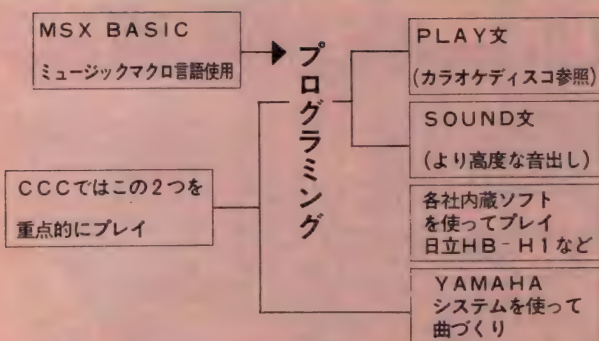 MSX BASIC
ミュージックマクロ言語使用
CCCではこの2つを
重点的にプレイ
プログラミング
PLAY文
(カラオケディスコ参照)
SOUND文
(より高度な音出し)
各社内蔵ソフト
を使ってプレイ
日立HB-H1など
YAMAHA
システムを使って
曲づくり